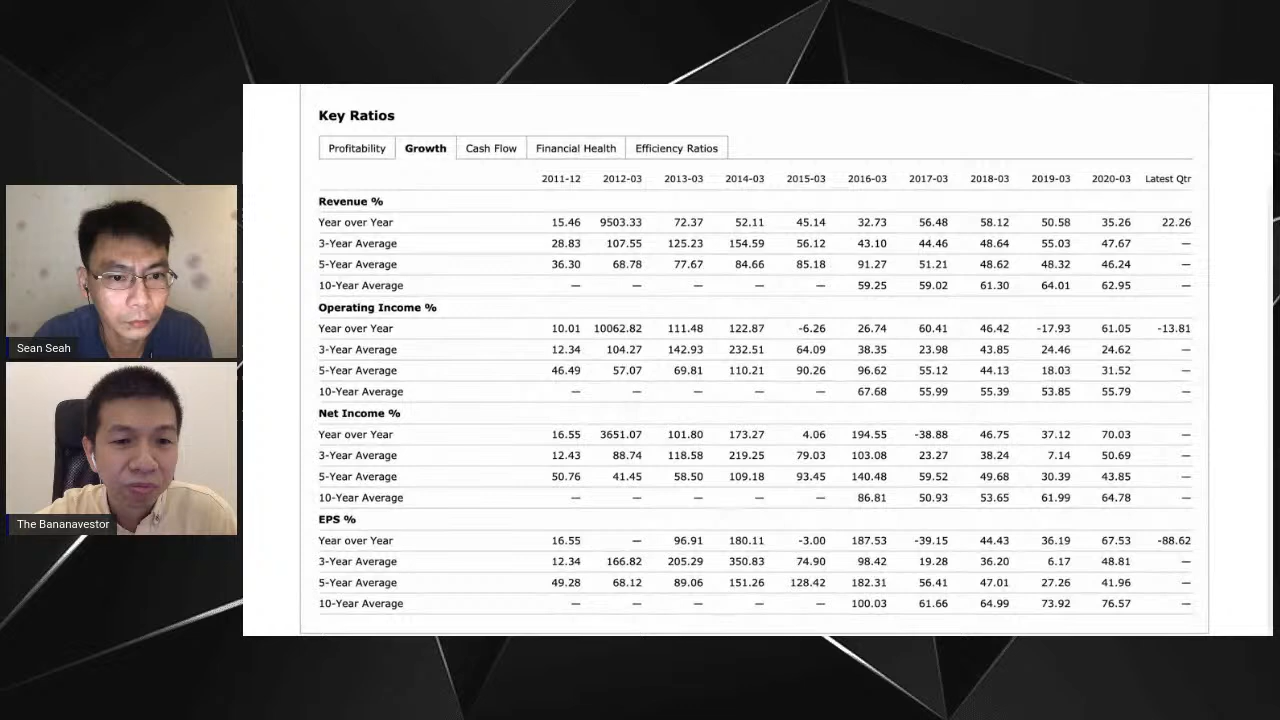 Key Ratios
Profitability Growth Cash Flow Financial Health Efficiency Ratios
2011-12 2012-03 2013-03 2014-03 2015-03 2016-03 2017-03 2018-03 2019-03 2020-03 Latest Qtr
Revenue %
Year over Year 15.46 9503.33 72.37 52.11 45.14 32.73 56.48 58.12 50.58 35.26 22.26
3-Year Average 28.83 107.55 125.23 154.59 56.12 43.10 44.46 48.64 55.03 47.67 —
5-Year Average 36.30 68.78 77.67 84.66 85.18 91.27 51.21 48.62 48.32 46.24 —
10-Year Average — — — — — 59.25 59.02 61.30 64.01 62.95 —
Operating Income %
Year over Year 10.01 10062.82 111.48 122.87 -6.26 26.74 60.41 46.42 -17.93 61.05 -13.81
3-Year Average 12.34 104.27 142.93 232.51 64.09 38.35 23.98 43.85 24.46 24.62 —
5-Year Average 46.49 57.07 69.81 110.21 90.26 96.62 55.12 44.13 18.03 31.52 —
10-Year Average — — — — — 67.68 55.99 55.39 53.85 55.79 —
Net Income %
Year over Year 16.55 3651.07 101.80 173.27 4.06 194.55 -38.88 46.75 37.12 70.03 —
3-Year Average 12.43 88.74 118.58 219.25 79.03 103.08 23.27 38.24 7.14 50.69 —
5-Year Average 50.76 41.45 58.50 109.18 93.45 140.48 59.52 49.68 30.39 43.85 —
10-Year Average — — — — — 86.81 50.93 53.65 61.99 64.78 —
EPS %
Year over Year 16.55 — 96.91 180.11 -3.00 187.53 -39.15 44.43 36.19 67.53 -88.62
3-Year Average 12.34 166.82 205.29 350.83 74.90 98.42 19.28 36.20 6.17 48.81 —
5-Year Average 49.28 68.12 89.06 151.26 128.42 182.31 56.41 47.01 27.26 41.96 —
10-Year Average — — — — — 100.03 61.66 64.99 73.92 76.57 —
Sean Seah
The Bananavestor